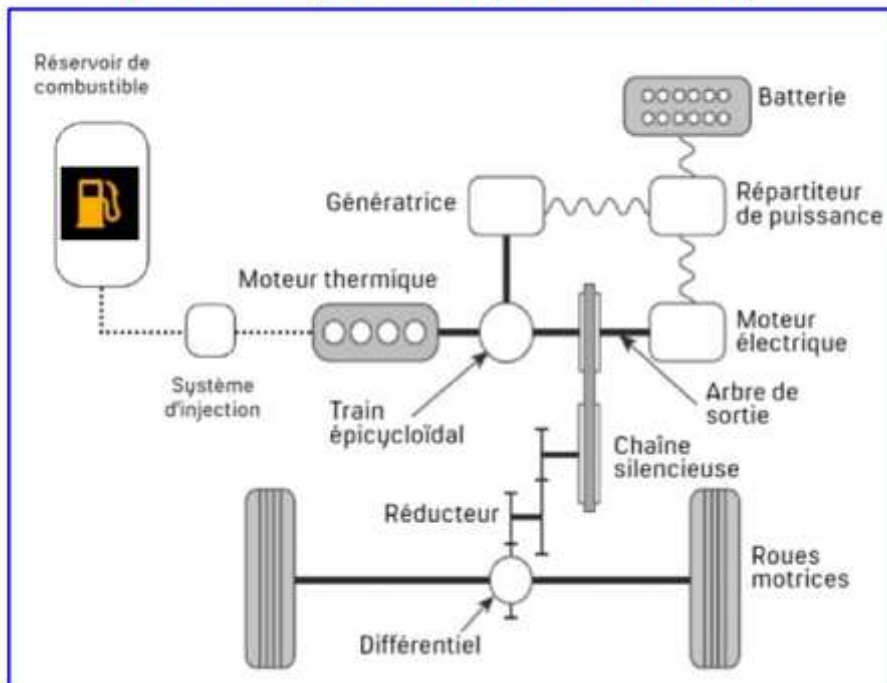 Réservoir de
combustible
Batterie
Génératrice
Répartiteur
de puissance
Moteur thermique
Moteur
électrique
Système
d'injection
Train
épicycloïdal
Arbre de
sortie
Chaîne
silencieuse
Réducteur
Roues
motrices
Différentiel